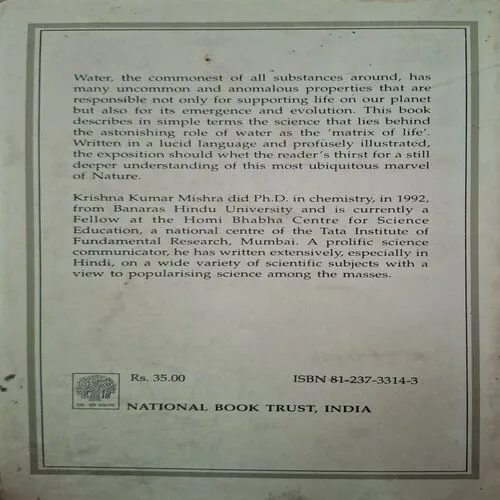 Water, the commonest of all substances around, has
many uncommon and anomalous properties that are
responsible not only for supporting life on our planet
but also for its emergence and evolution. This book
describes in simple terms the science that lies behind
the astonishing role of water as the 'matrix of life'.
Written in a lucid language and profusely illustrated,
the exposition should whet the reader's thirst for a still
deeper understanding of this most ubiquitous marvel
of Nature.
Krishna Kumar Mishra did Ph.D. in chemistry, in 1992,
from Banaras Hindu University and is currently a
Fellow at the Homi Bhabha Centre for Science
Education, a national centre of the Tata Institute of
Fundamental Research, Mumbai. A prolific science
communicator, he has written extensively, especially in
Hindi, on a wide variety of scientific subjects with a
view to popularising science among the masses.
Rs. 35.00
ISBN 81-237-3314-3
NATIONAL BOOK TRUST, INDIA